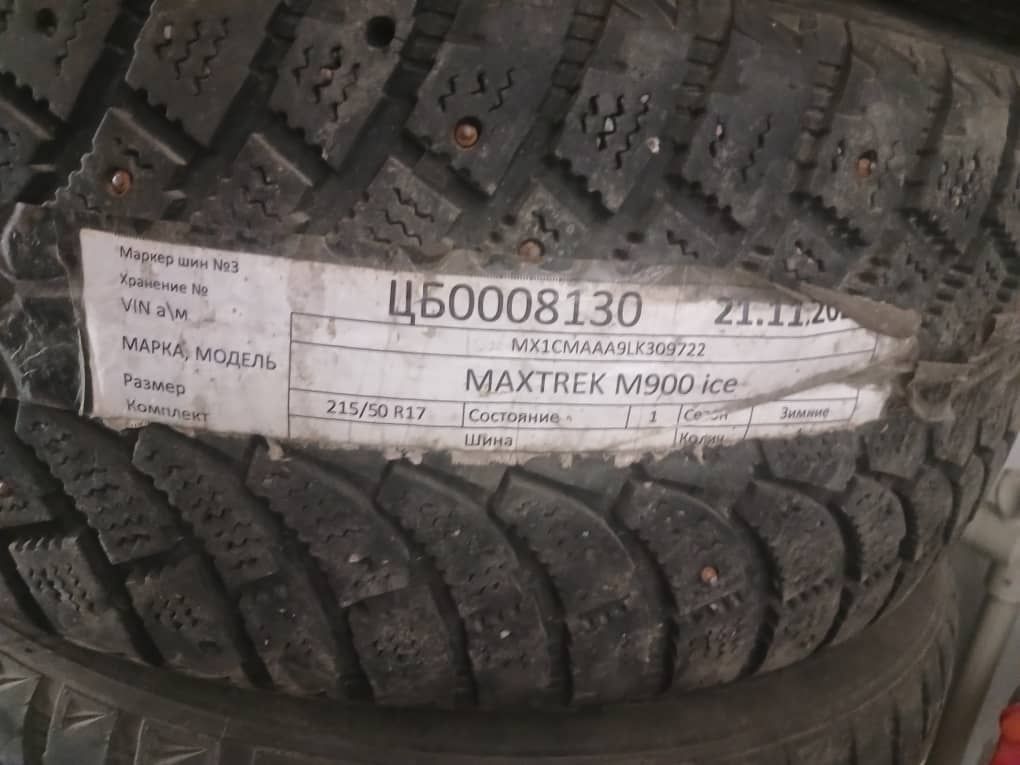 Маркер шин №3
Хранение № ЦБ0008130 21.11.20
VIN а\м MX1CMAAA9LK309722
МАРКА, МОДЕЛЬ MAXTREK M900 ice
Размер 215/50 R17 Состояние 1 Зимние
Комплект Шина Колич